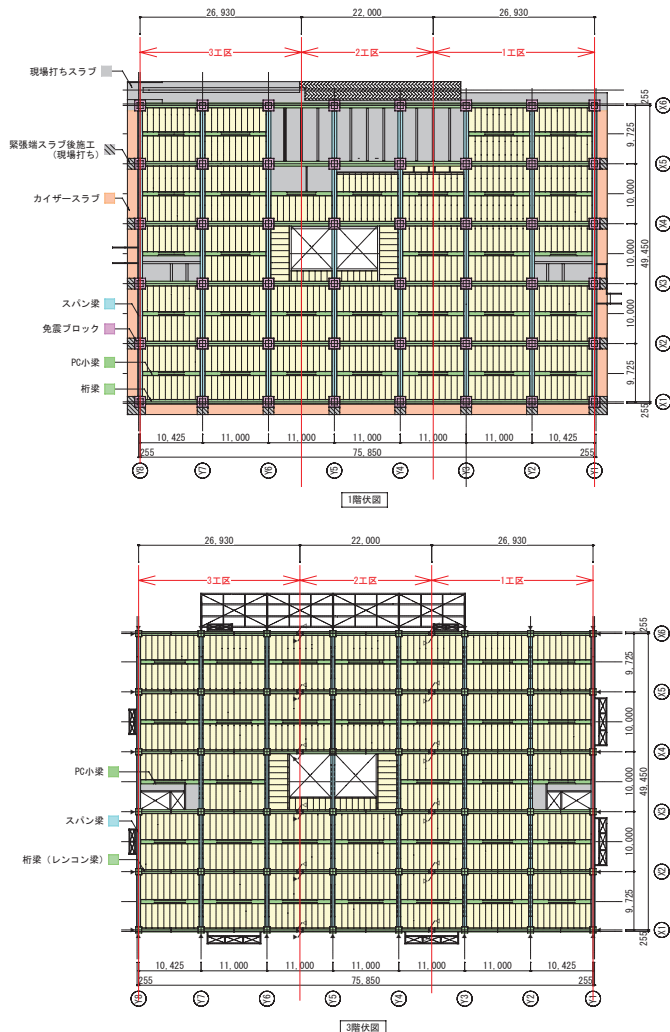 26,930
22,000
26,930
3工区
2工区
1工区
現場打ちスラブ
緊張端スラブ後施工
(現場打ち)
カイザースラブ
スパン梁
免震ブロック
PC小梁
桁梁
255
9,725
10,000
10,000
10,000
9,725
255
49,450
X6
X5
X4
X3
X2
X1
10,425
11,000
11,000
11,000
11,000
11,000
10,425
255
75,850
255
Y8
Y7
Y6
Y5
Y4
Y3
Y2
Y1
1階伏図
26,930
22,000
26,930
3工区
2工区
1工区
PC小梁
スパン梁
桁梁(レンコン梁)
255
9,725
10,000
10,000
10,000
9,725
255
49,450
X6
X5
X4
X3
X2
X1
10,425
11,000
11,000
11,000
11,000
11,000
10,425
255
75,850
255
Y8
Y7
Y6
Y5
Y4
Y3
Y2
Y1
3階伏図